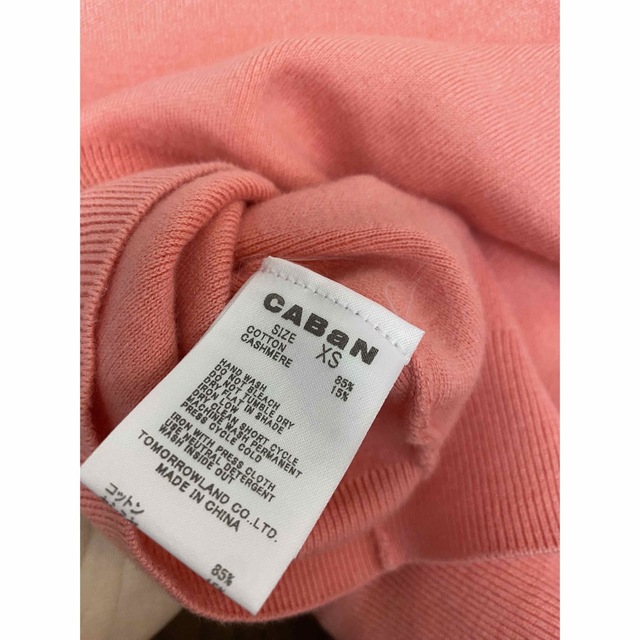 CABaN
SIZE XS
COTTON 85%
CASHMERE 15%
HAND WASH
DO NOT BLEACH
DO NOT TUMBLE DRY
DRY FLAT IN SHADE
IRON LOW
MAY DRY CLEAN SHORT CYCLE
MACHINE WASH PERMANENT
PRESS CYCLE COLD
IRON WITH PRESS CLOTH
USE NEUTRAL DETERGENT
WASH INSIDE OUT
TOMORROWLAND CO.,LTD.
MADE IN CHINA
コットン 85%